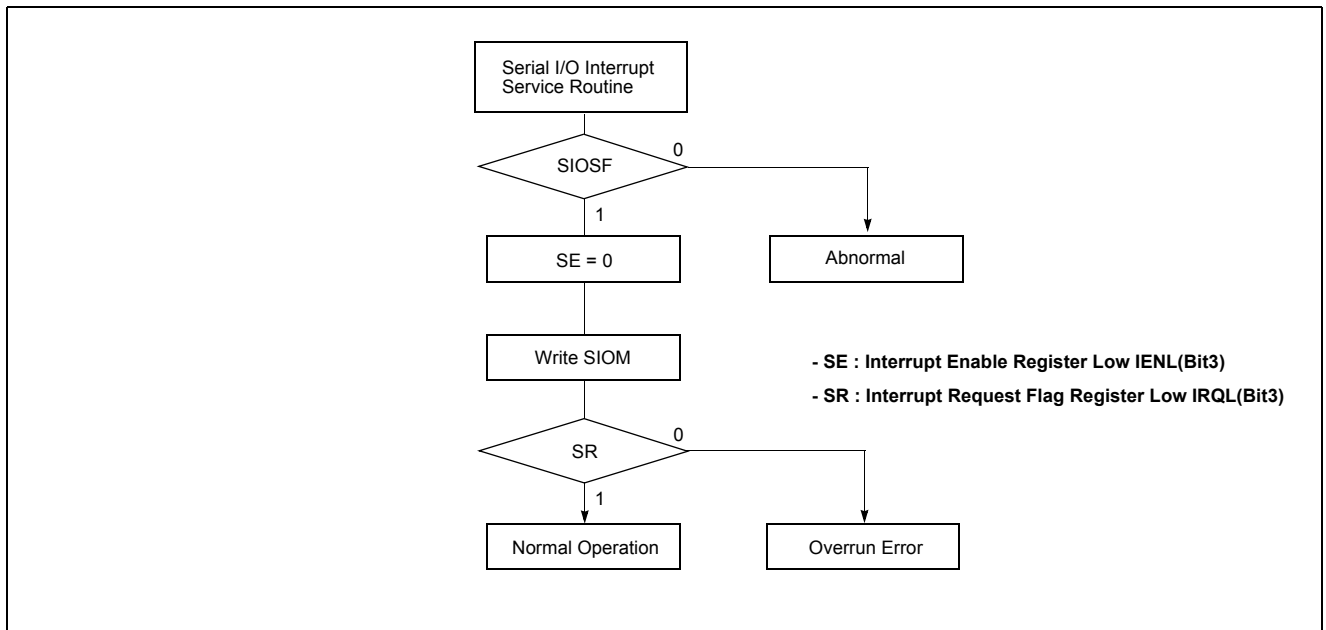 Serial I/O Interrupt
Service Routine
SIOSF
0
1
SE = 0
Abnormal
Write SIOM
- SE : Interrupt Enable Register Low IENL(Bit3)
- SR : Interrupt Request Flag Register Low IRQL(Bit3)
SR
0
1
Normal Operation
Overrun Error